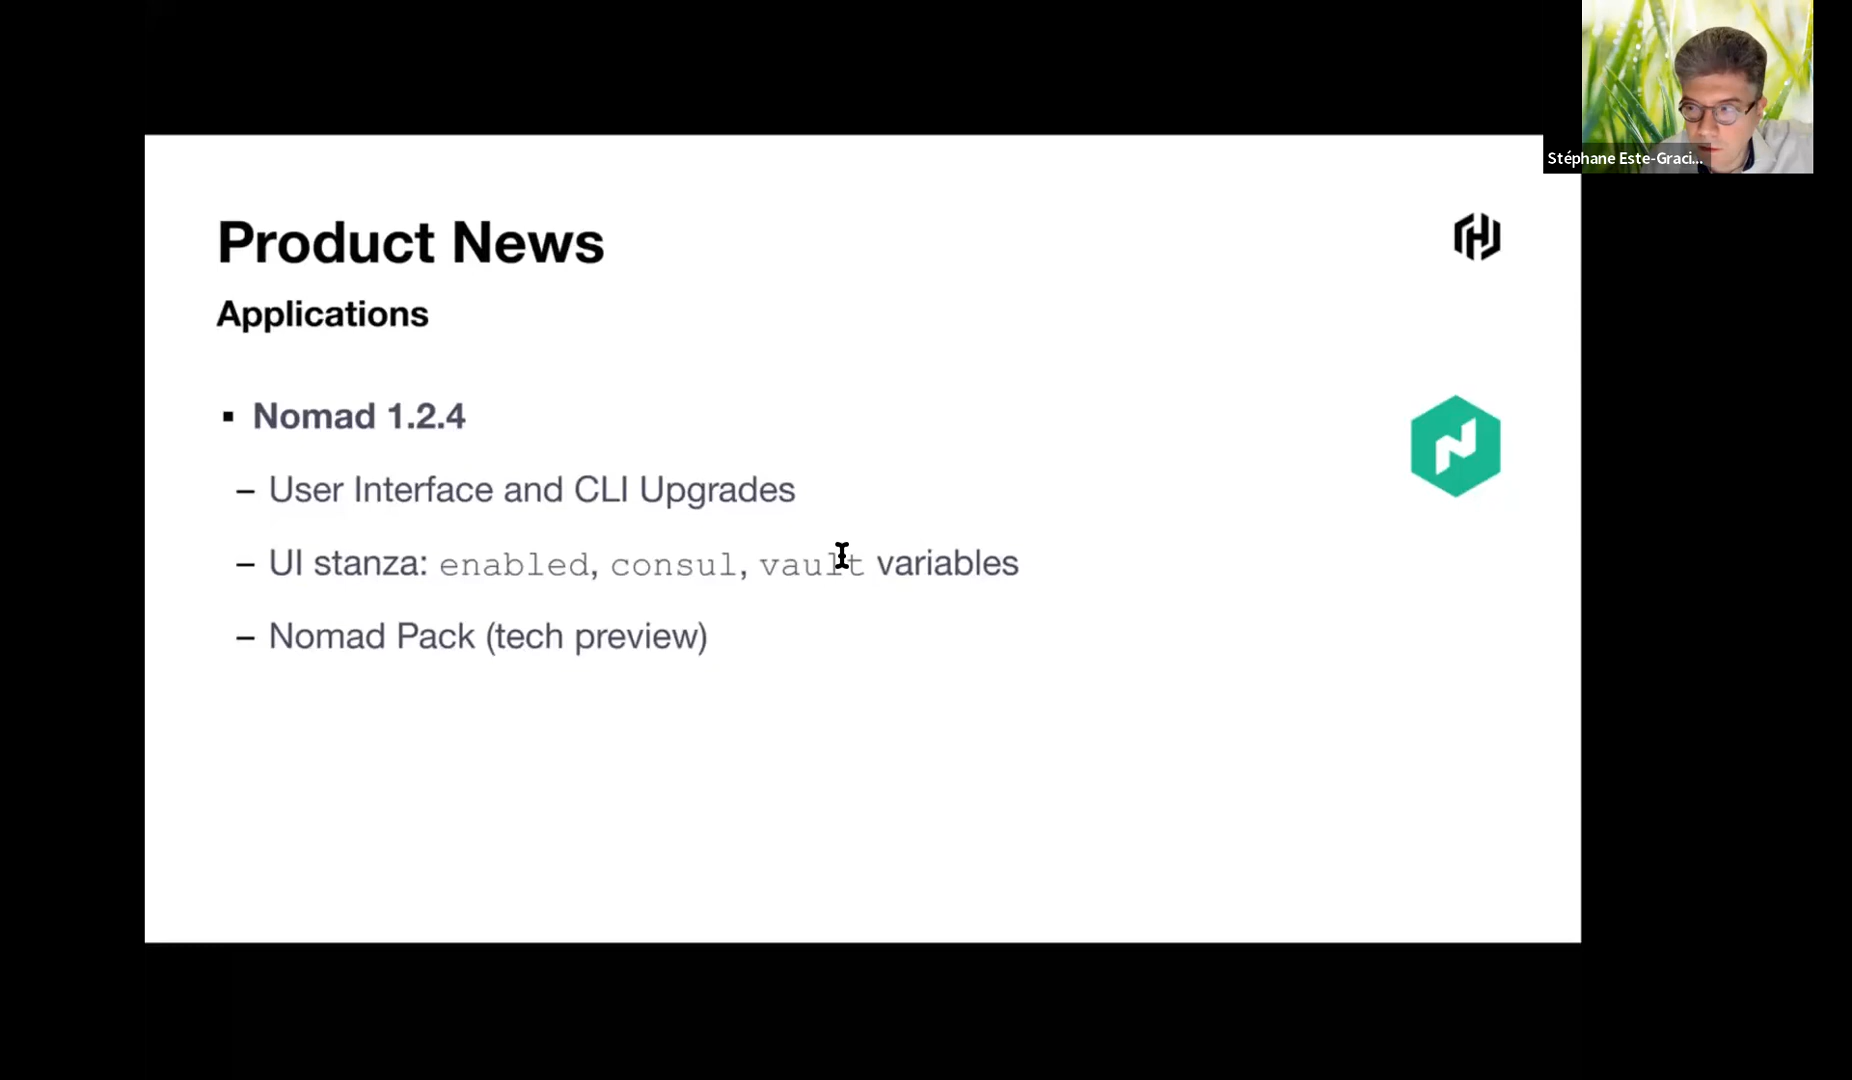 Stéphane Este-Graci...
Product News
Applications
▪ Nomad 1.2.4
– User Interface and CLI Upgrades
– UI stanza: enabled, consul, vault variables
– Nomad Pack (tech preview)